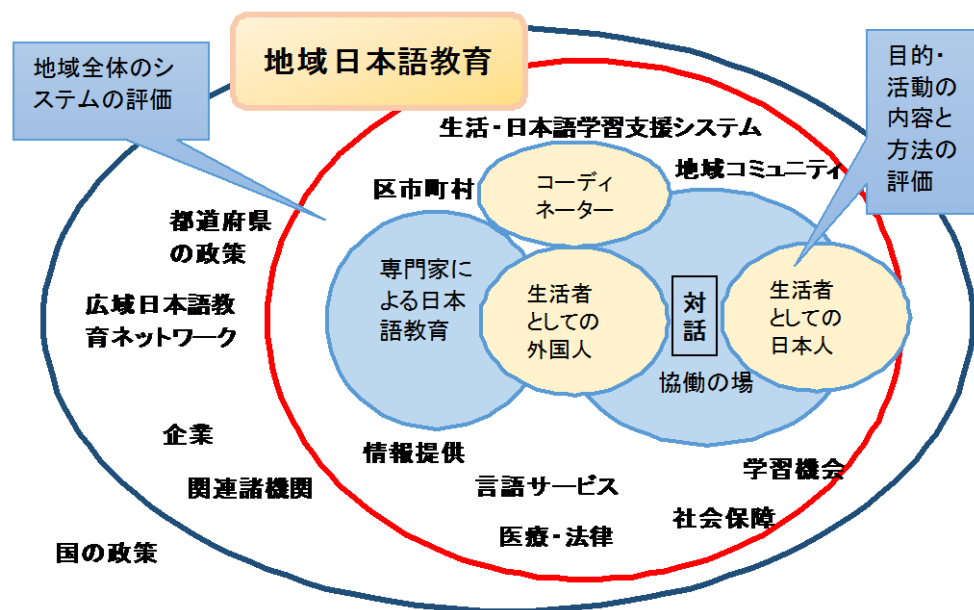 地域日本語教育
地域全体のシ
ステムの評価
目的・
活動の
内容と
方法の
評価
生活・日本語学習支援システム
地域コミュニティ
区市町村
コーディ
ネーター
都道府県
の政策
広域日本語教
育ネットワーク
専門家に
よる日本
語教育
生活者
としての
外国人
対
話
生活者
としての
日本人
協働の場
企業
情報提供
関連諸機関
言語サービス
学習機会
社会保障
医療・法律
国の政策